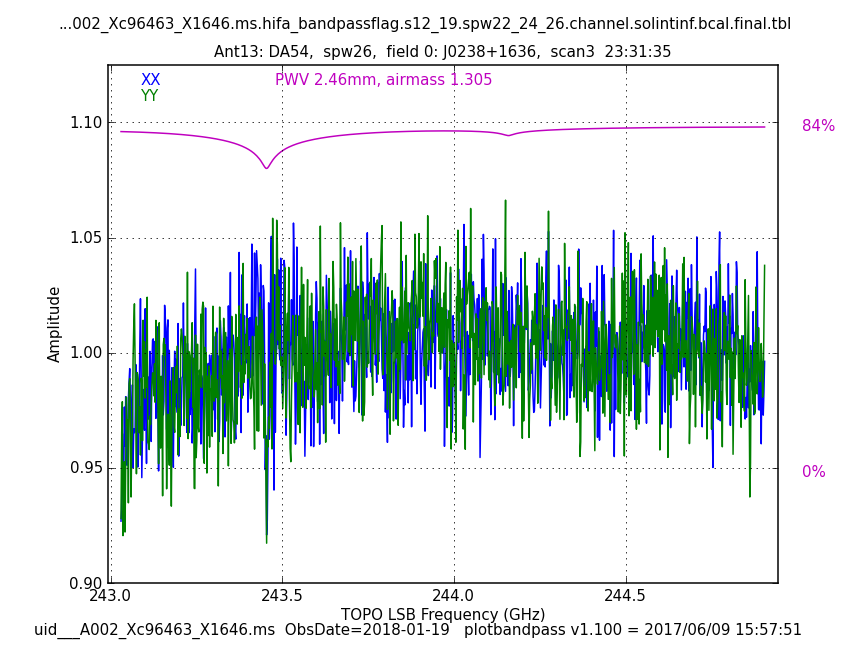 ...002_Xc96463_X1646.ms.hifa_bandpassflag.s12_19.spw22_24_26.channel.solintinf.bcal.final.tbl
Ant13: DA54, spw26, field 0: J0238+1636, scan3 23:31:35
XX PWV 2.46mm, airmass 1.305
YY
1.10 84%
1.05
Amplitude
1.00
0.95 0%
0.90
243.0 243.5 244.0 244.5
TOPO LSB Frequency (GHz)
uid___A002_Xc96463_X1646.ms ObsDate=2018-01-19 plotbandpass v1.100 = 2017/06/09 15:57:51